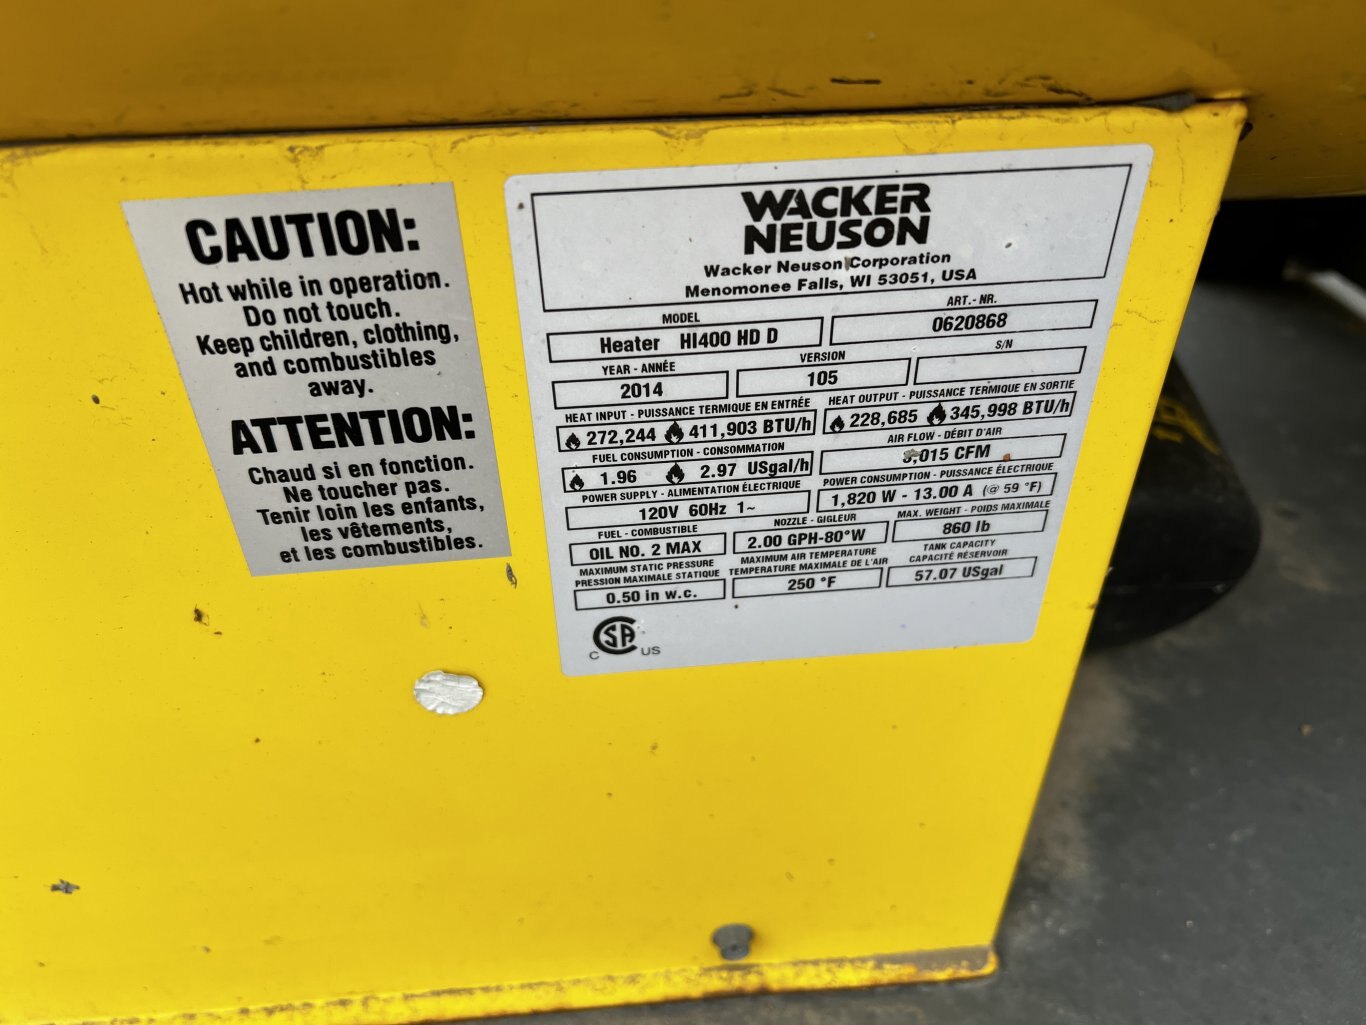 CAUTION:
Hot while in operation.
Do not touch.
Keep children, clothing,
and combustibles
away.
ATTENTION:
Chaud si en fonction.
Ne toucher pas.
Tenir loin les enfants,
les vêtements,
et les combustibles.
WACKER
NEUSON
Wacker Neuson Corporation
Menomonee Falls, WI 53051, USA
MODEL
Heater HI400 HD D
ART.- NR.
0620868
YEAR - ANNÉE
2014
VERSION
105
S/N
HEAT INPUT - PUISSANCE TERMIQUE EN ENTRÉE
272,244 411,903 BTU/h
HEAT OUTPUT - PUISSANCE TERMIQUE EN SORTIE
228,685 345,998 BTU/h
FUEL CONSUMPTION - CONSOMMATION
1.96 2.97 USgal/h
AIR FLOW - DÉBIT D'AIR
,015 CFM
POWER SUPPLY - ALIMENTATION ÉLECTRIQUE
120V 60Hz 1~
POWER CONSUMPTION - PUISSANCE ÉLECTRIQUE
1,820 W - 13.00 A (@ 59 °F)
FUEL - COMBUSTIBLE
OIL NO. 2 MAX
NOZZLE - GIGLEUR
2.00 GPH-80°W
MAX. WEIGHT - POIDS MAXIMALE
860 lb
MAXIMUM STATIC PRESSURE
PRESSION MAXIMALE STATIQUE
0.50 in w.c.
MAXIMUM AIR TEMPERATURE
TEMPERATURE MAXIMALE DE L'AIR
250 °F
TANK CAPACITY
CAPACITÉ RÉSERVOIR
57.07 USgal
C SA US